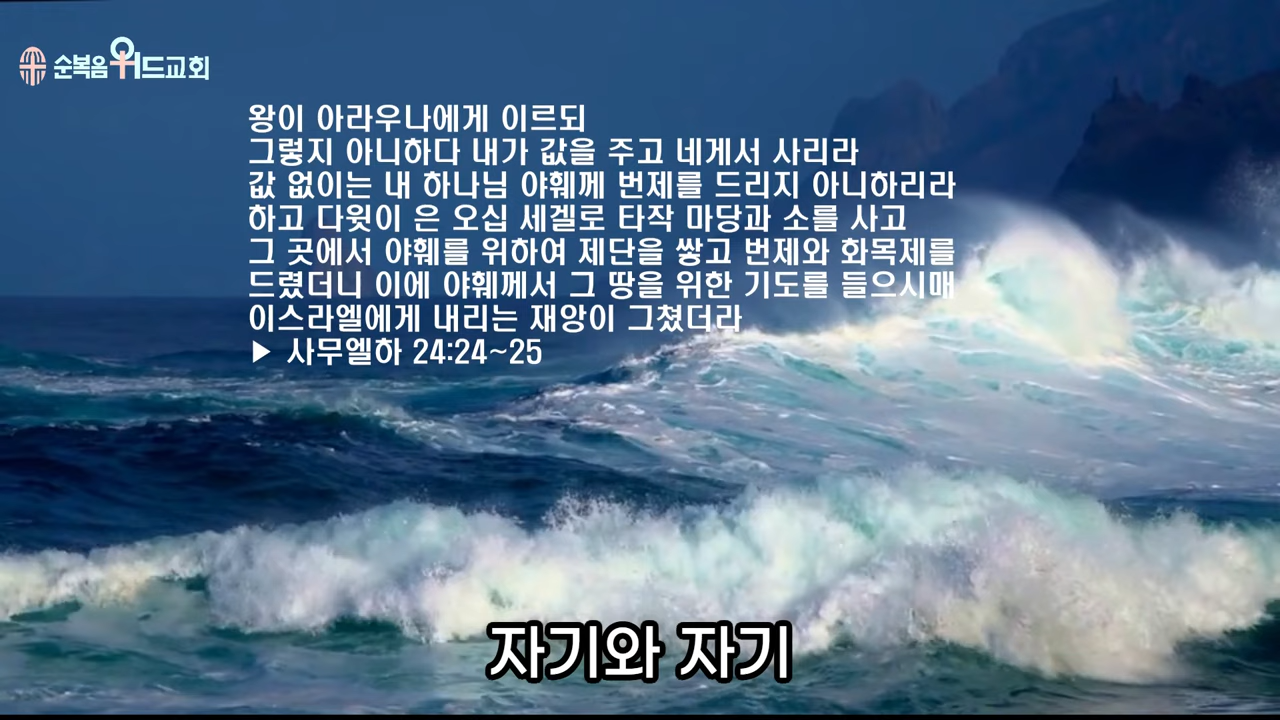 순복음위드교회
왕이 아라우나에게 이르되
그렇지 아니하다 내가 값을 주고 네게서 사리라
값 없이는 내 하나님 야훼께 번제를 드리지 아니하리라
하고 다윗이 은 오십 세겔로 타작 마당과 소를 사고
그 곳에서 야훼를 위하여 제단을 쌓고 번제와 화목제를
드렸더니 이에 야훼께서 그 땅을 위한 기도를 들으시매
이스라엘에게 내리는 재앙이 그쳤더라
▶ 사무엘하 24:24~25
자기와 자기